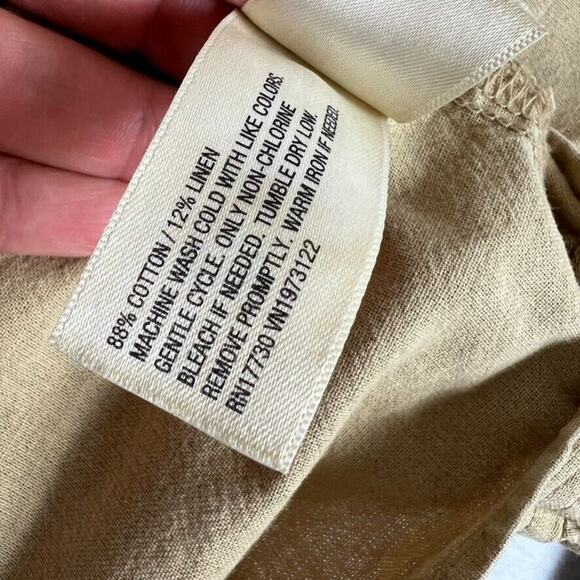 88% COTTON / 12% LINEN
MACHINE WASH COLD WITH LIKE COLORS.
GENTLE CYCLE. ONLY NON-CHLORINE
BLEACH IF NEEDED. TUMBLE DRY LOW.
REMOVE PROMPTLY. WARM IRON IF NEEDED.
RN17730 VN1973122